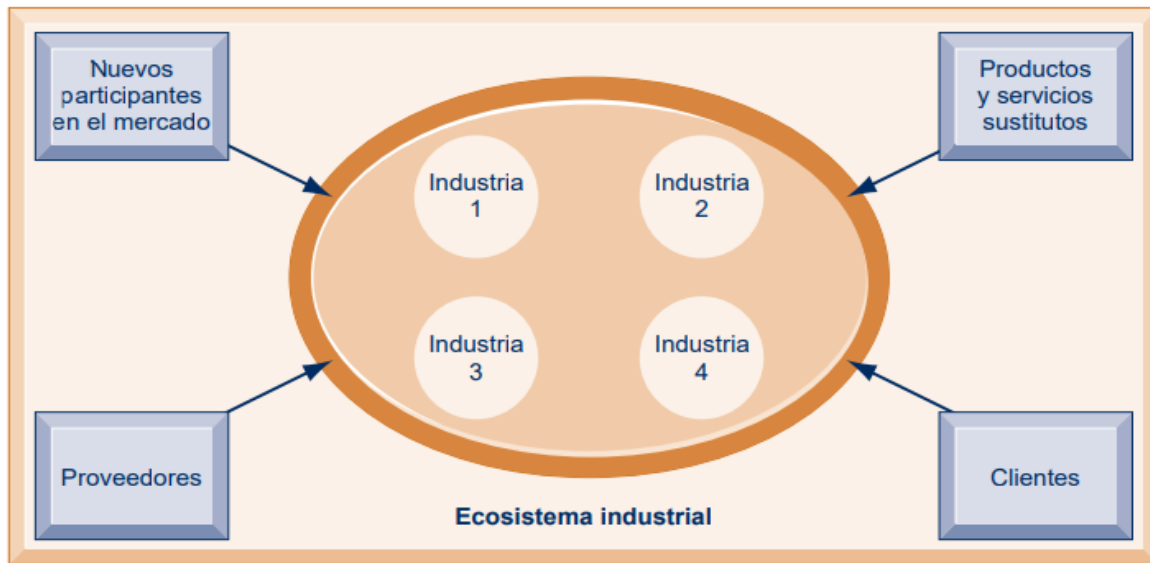 Nuevos
participantes
en el mercado
Productos
y servicios
sustitutos
Industria
1
Industria
2
Industria
3
Industria
4
Proveedores
Clientes
Ecosistema industrial